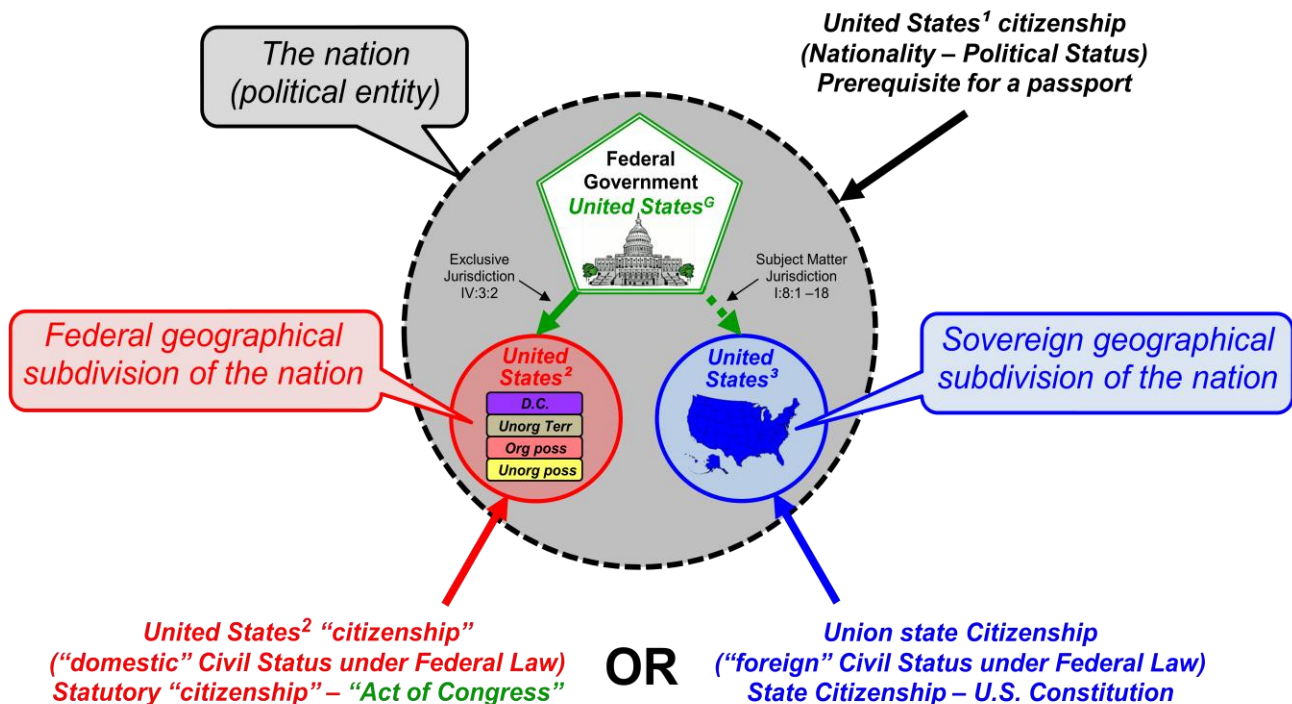 The nation
(political entity)
United States¹ citizenship
(Nationality – Political Status)
Prerequisite for a passport
Federal
Government
United Statesᴳ
Exclusive
Jurisdiction
IV:3:2
Subject Matter
Jurisdiction
I:8:1 –18
Federal geographical
subdivision of the nation
United
States²
D.C.
Unorg Terr
Org poss
Unorg poss
United
States³
Sovereign geographical
subdivision of the nation
United States² “citizenship”
(“domestic” Civil Status under Federal Law)
Statutory “citizenship” – “Act of Congress”
OR
Union state Citizenship
(“foreign” Civil Status under Federal Law)
State Citizenship – U.S. Constitution